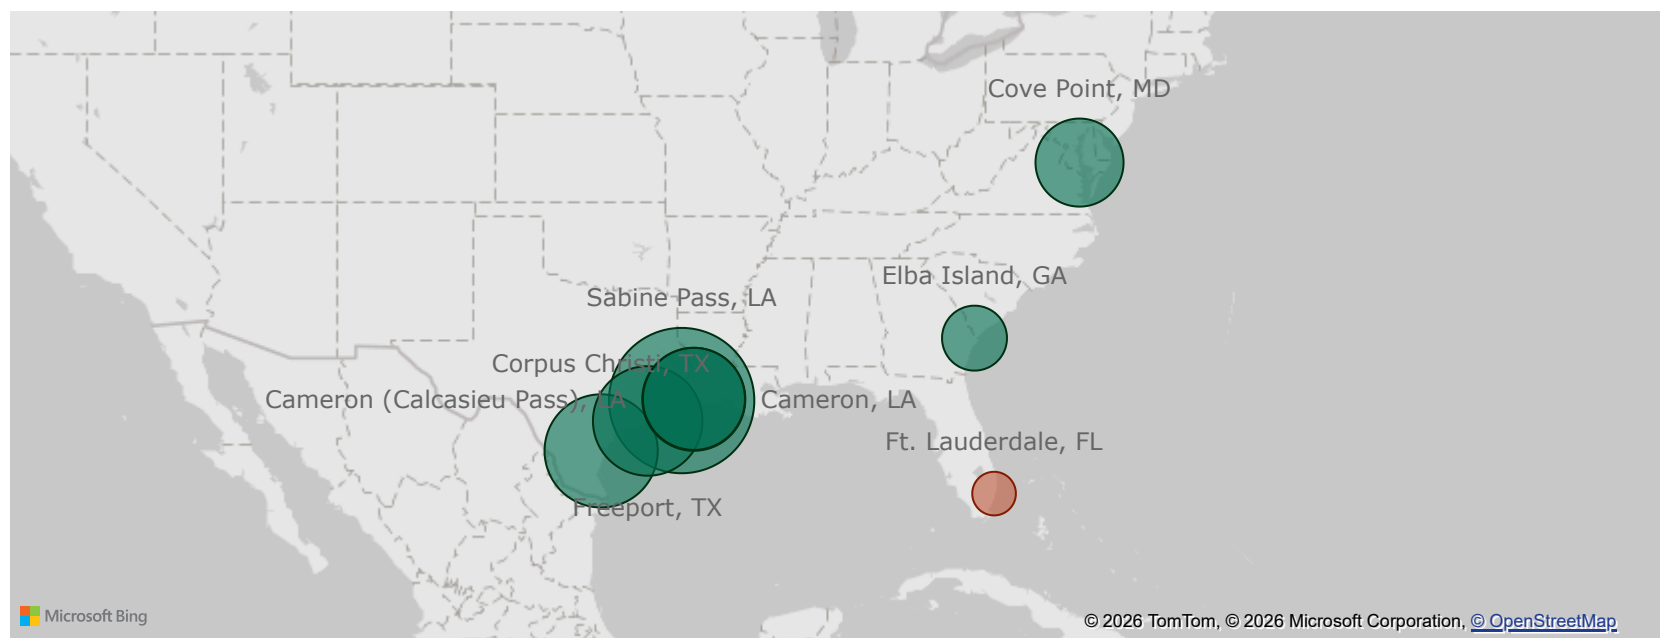 Cove Point, MD
Elba Island, GA
Sabine Pass, LA
Corpus Christi, TX
Cameron (Calcasieu Pass), LA
Cameron, LA
Ft. Lauderdale, FL
Freeport, TX
Microsoft Bing
© 2026 TomTom, © 2026 Microsoft Corporation, © OpenStreetMap